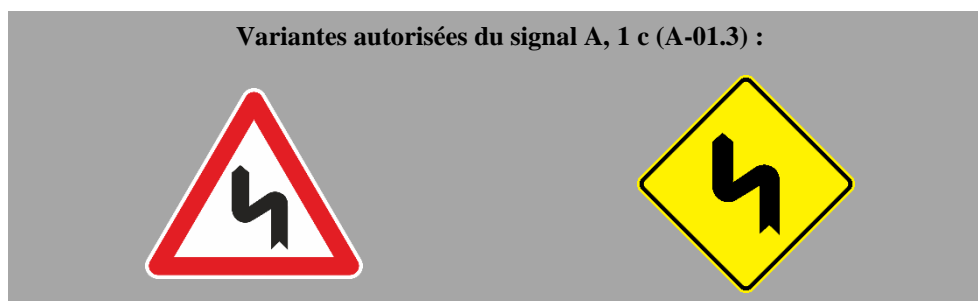 Variantes autorisées du signal A, 1 c (A-01.3) :